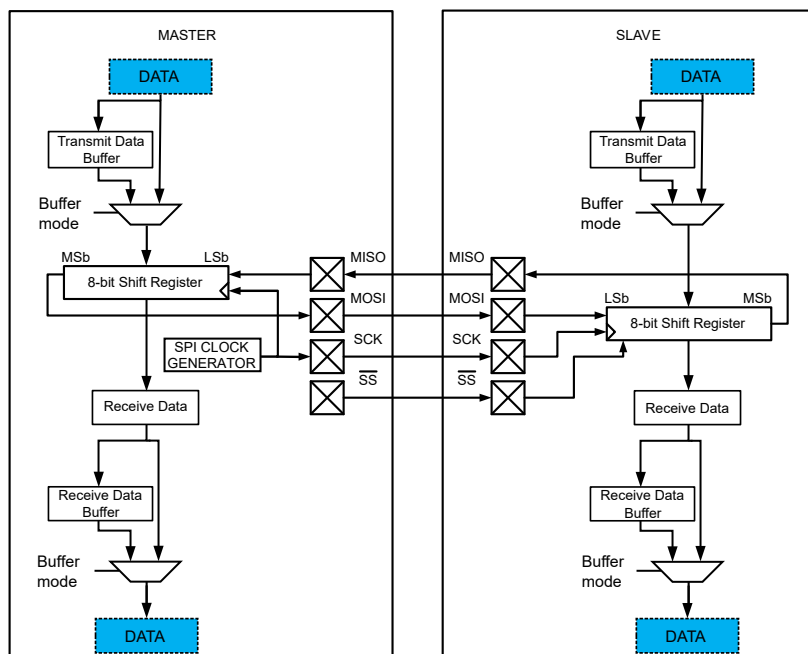 MASTER
DATA
Transmit Data
Buffer
Buffer
mode
MSb
LSb
8-bit Shift Register
SPI CLOCK
GENERATOR
Receive Data
Receive Data
Buffer
Buffer
mode
DATA
MISO
MOSI
SCK
SS
SLAVE
DATA
Transmit Data
Buffer
Buffer
mode
MISO
MOSI
SCK
SS
LSb
MSb
8-bit Shift Register
Receive Data
Receive Data
Buffer
Buffer
mode
DATA